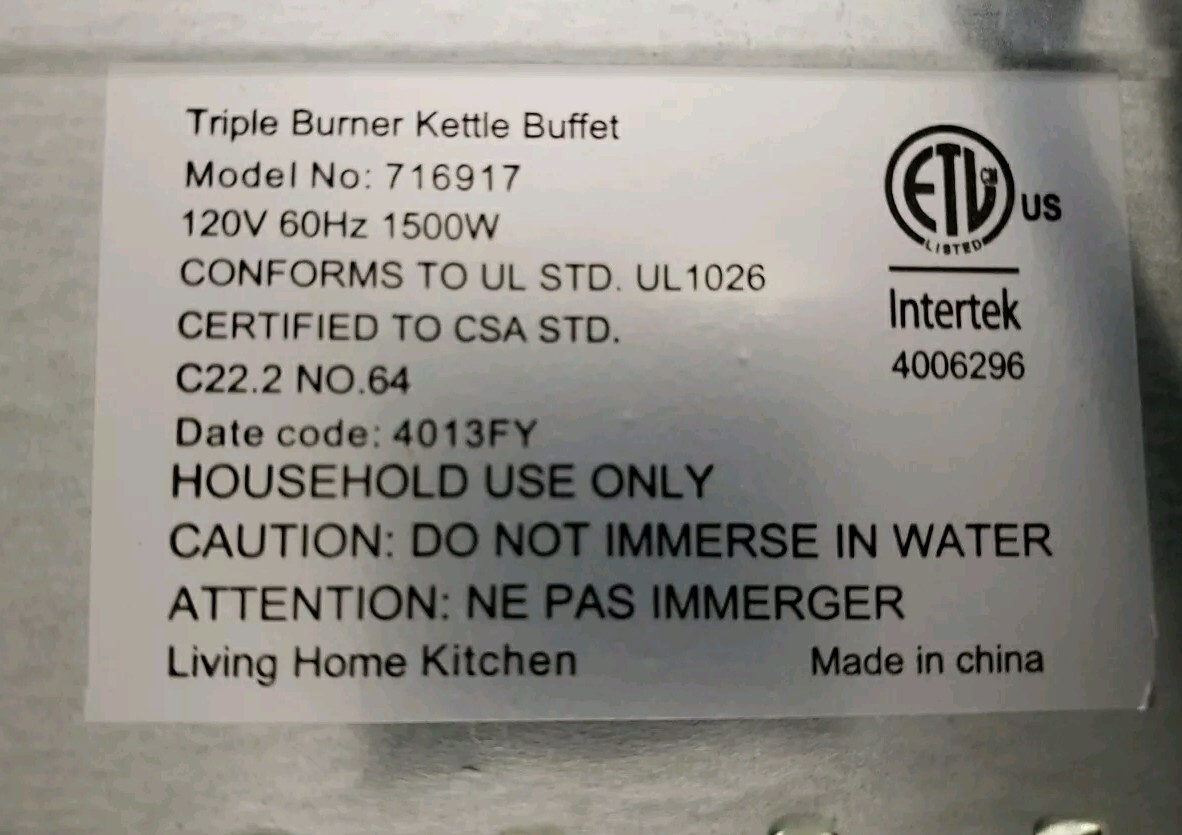 Triple Burner Kettle Buffet
Model No: 716917
120V 60Hz 1500W
CONFORMS TO UL STD. UL1026
CERTIFIED TO CSA STD.
C22.2 NO.64
Date code: 4013FY
HOUSEHOLD USE ONLY
CAUTION: DO NOT IMMERSE IN WATER
ATTENTION: NE PAS IMMERGER
Living Home Kitchen
Made in china
ETL CM US
LISTED
Intertek
4006296